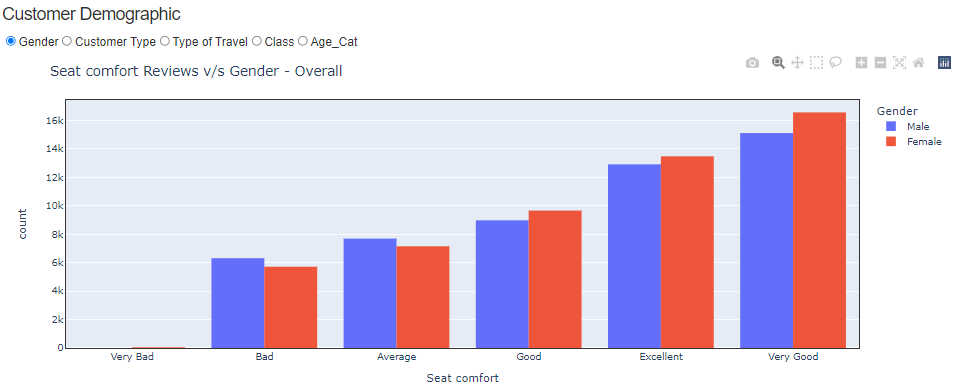 Customer Demographic
Gender Customer Type Type of Travel Class Age_Cat
Seat comfort Reviews v/s Gender - Overall
Gender
Male
Female
16k
14k
12k
10k
8k
6k
4k
2k
0
count
Very Bad Bad Average Good Excellent Very Good
Seat comfort